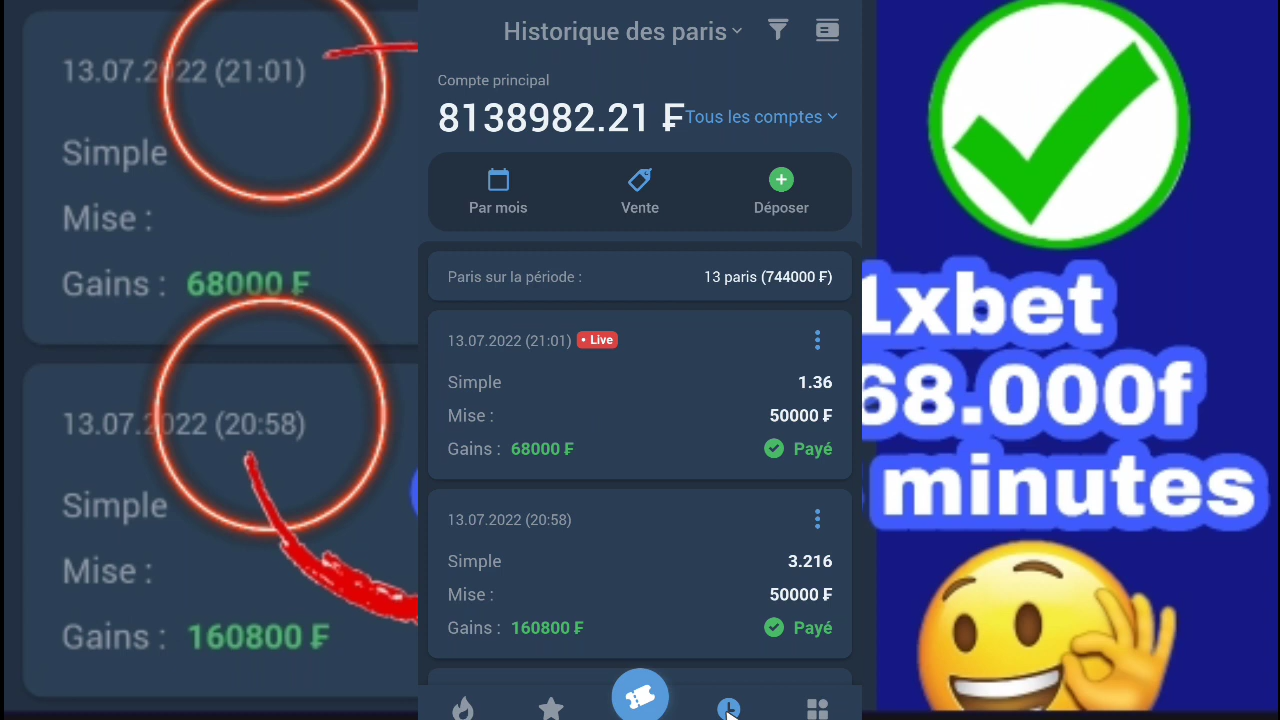 13.07.2022 (21:01)
Simple
Mise :
Gains : 68000 ₣
13.07.2022 (20:58)
Simple
Mise :
Gains : 160800 ₣
Historique des paris
Compte principal
8138982.21 ₣ Tous les comptes
Par mois Vente Déposer
Paris sur la période : 13 paris (744000 ₣)
13.07.2022 (21:01) • Live
Simple 1.36
Mise : 50000 ₣
Gains : 68000 ₣ Payé
13.07.2022 (20:58)
Simple 3.216
Mise : 50000 ₣
Gains : 160800 ₣ Payé
1xbet
68.000f
minutes